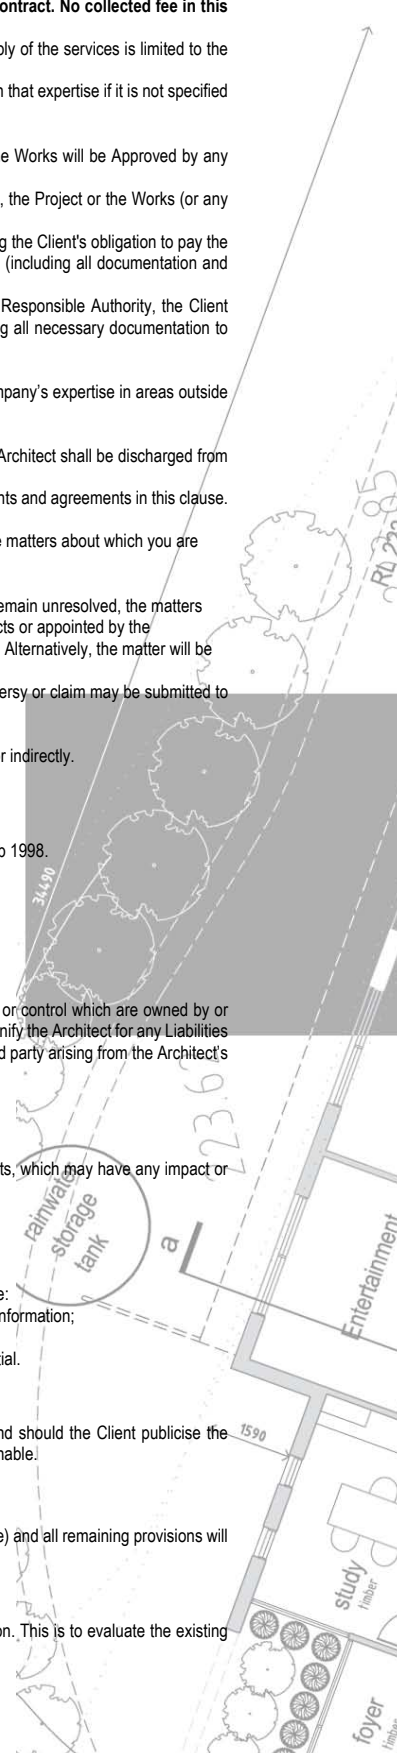 ontract. No collected fee in this
ply of the services is limited to the
n that expertise if it is not specified
e Works will be Approved by any
, the Project or the Works (or any
g the Client's obligation to pay the
(including all documentation and
Responsible Authority, the Client
g all necessary documentation to
mpany's expertise in areas outside
Architect shall be discharged from
nts and agreements in this clause.
e matters about which you are
emain unresolved, the matters
cts or appointed by the
Alternatively, the matter will be
ersy or claim may be submitted to
r indirectly.
o 1998.
34490
or control which are owned by or
nify the Architect for any Liabilities
d party arising from the Architect's
ts, which may have any impact or
rainwater
storage
tank
a
Entertainment
e:
nformation;
tial.
nd should the Client publicise the
nable.
1590
e) and all remaining provisions will
study
timber
on. This is to evaluate the existing
foyer
timber